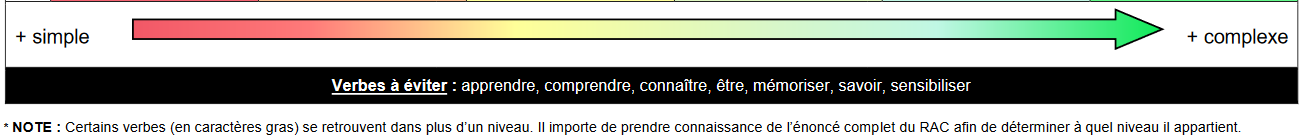 + simple
+ complexe
Verbes à éviter : apprendre, comprendre, connaître, être, mémoriser, savoir, sensibiliser
* NOTE : Certains verbes (en caractères gras) se retrouvent dans plus d’un niveau. Il importe de prendre connaissance de l’énoncé complet du RAC afin de déterminer à quel niveau il appartient.